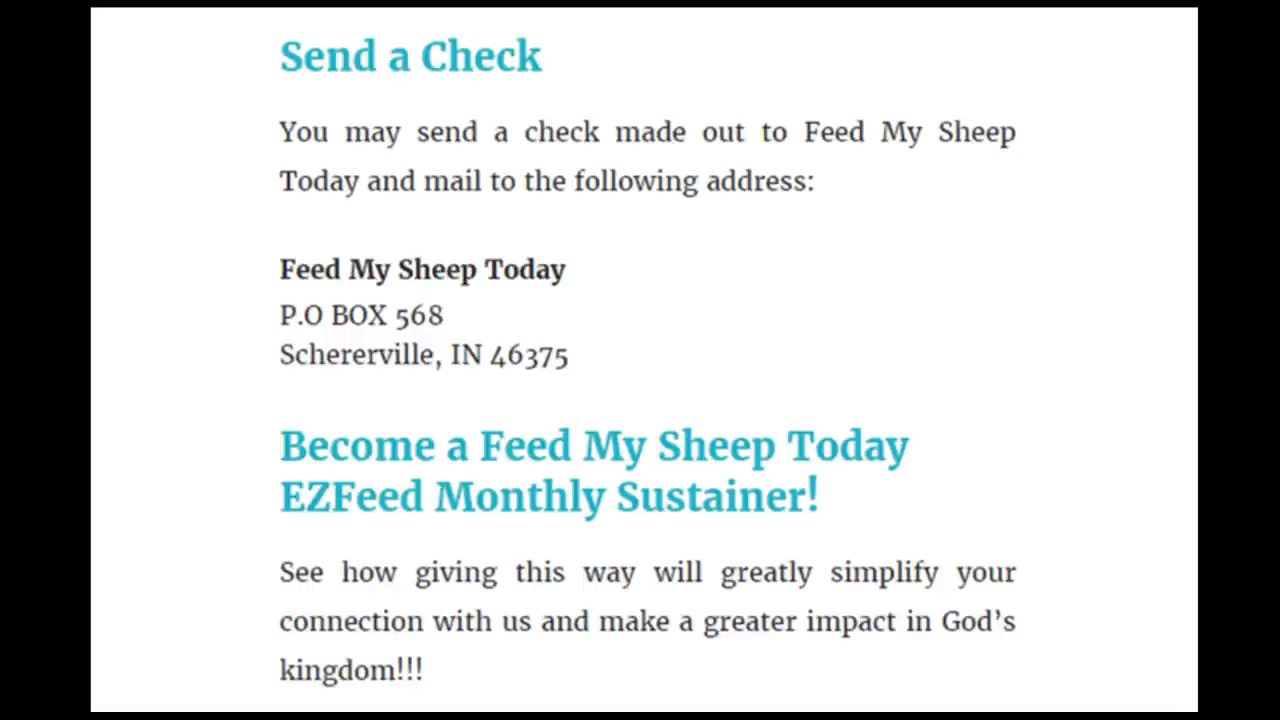 Send a Check
You may send a check made out to Feed My Sheep
Today and mail to the following address:
Feed My Sheep Today
P.O BOX 568
Schererville, IN 46375
Become a Feed My Sheep Today
EZFeed Monthly Sustainer!
See how giving this way will greatly simplify your
connection with us and make a greater impact in God’s
kingdom!!!